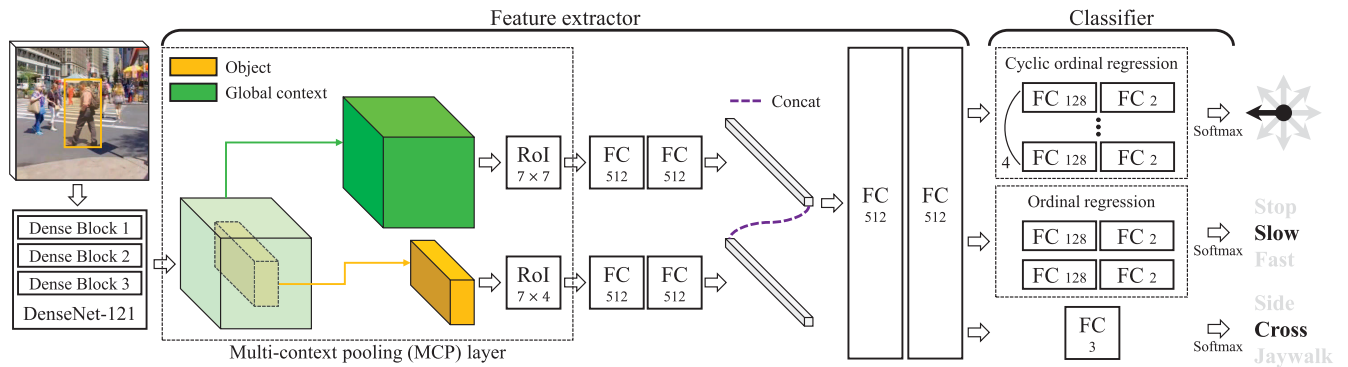 Feature extractor
Classifier
Dense Block 1
Dense Block 2
Dense Block 3
DenseNet-121
Object
Global context
Multi-context pooling (MCP) layer
RoI
7 × 7
FC
512
FC
512
RoI
7 × 4
FC
512
FC
512
Concat
FC
512
FC
512
Cyclic ordinal regression
FC 128
FC 2
4
FC 128
FC 2
Softmax
Ordinal regression
FC 128
FC 2
FC 128
FC 2
Softmax
Stop
Slow
Fast
FC
3
Softmax
Side
Cross
Jaywalk